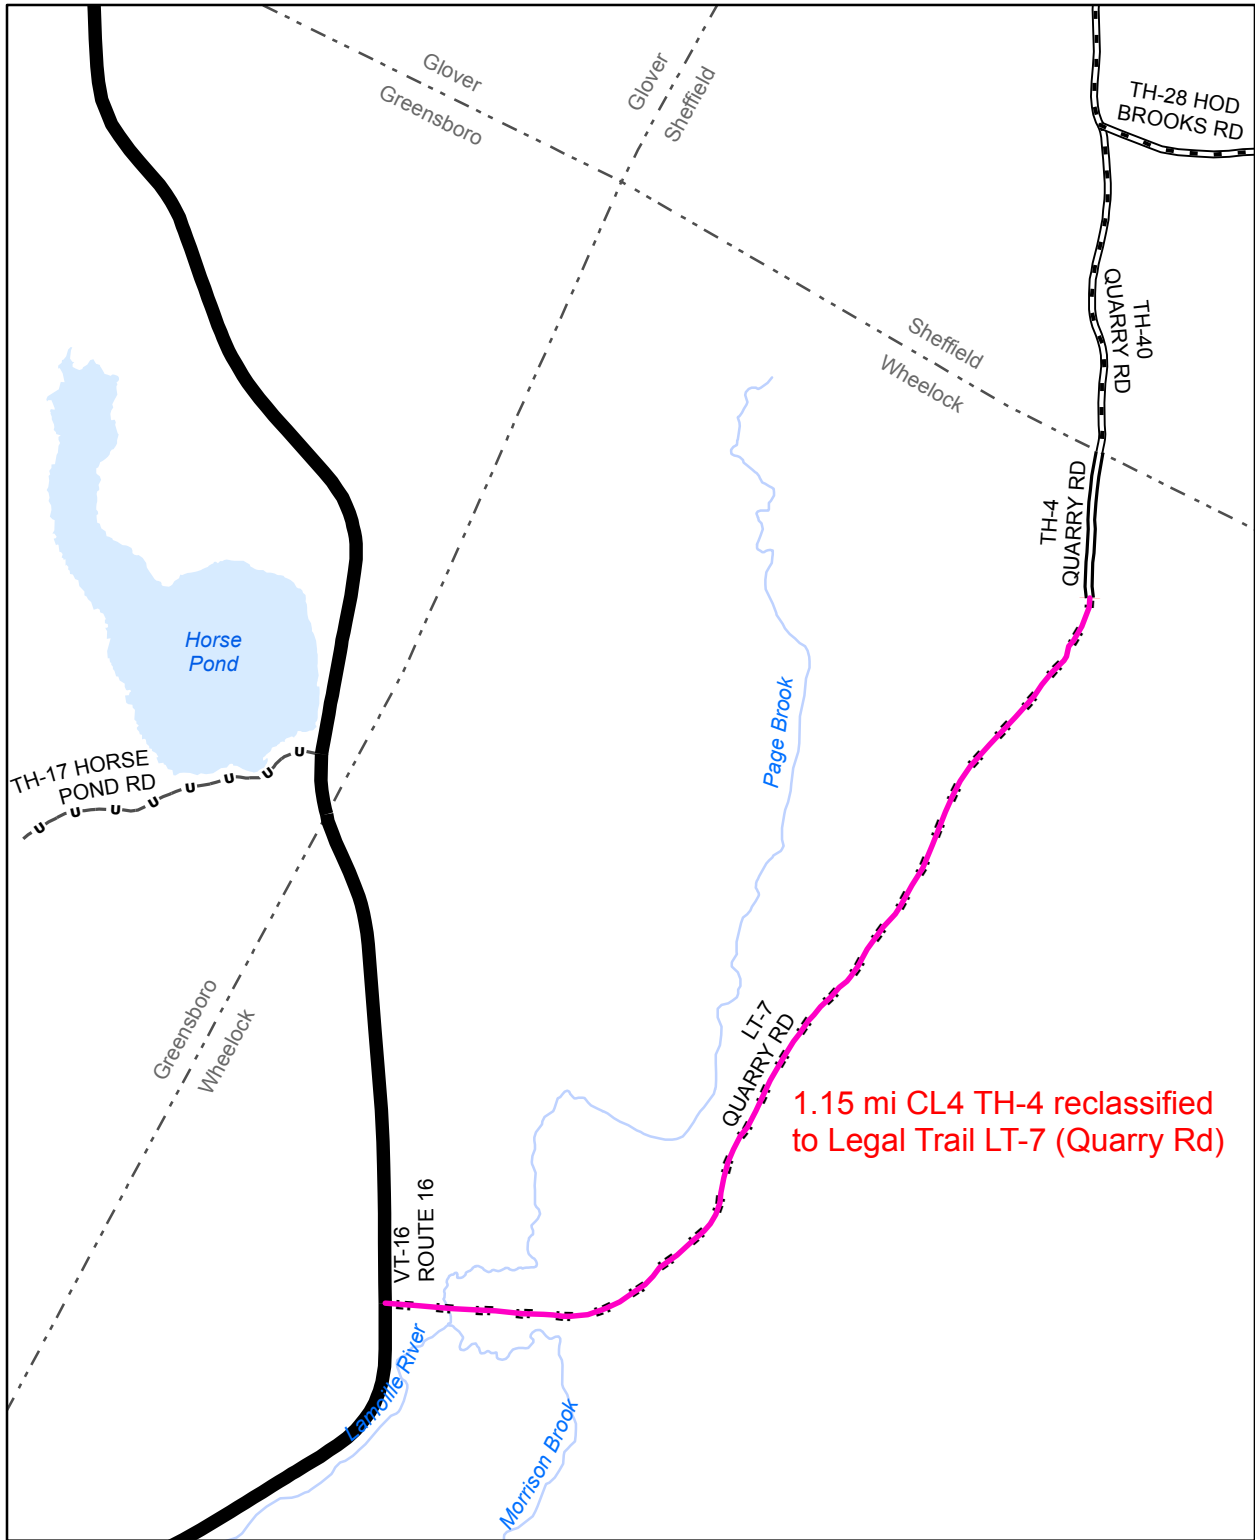 Glover
Greensboro
Glover
Sheffield
TH-28 HOD
BROOKS RD
TH-40
QUARRY RD
Sheffield
Wheelock
TH-4
QUARRY RD
Horse
Pond
Page Brook
TH-17 HORSE
POND RD
U U U U U U U U
Greensboro
Wheelock
LT-7
QUARRY RD
1.15 mi CL4 TH-4 reclassified
to Legal Trail LT-7 (Quarry Rd)
VT-16
ROUTE 16
Lamoille River
Morrison Brook